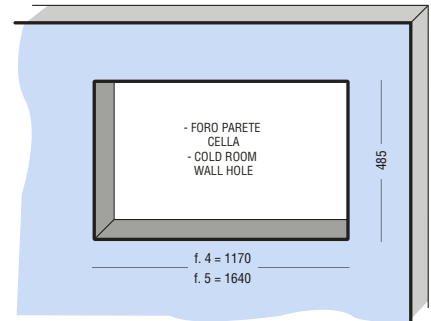 - FORO PARETE
CELLA
- COLD ROOM
WALL HOLE
485
f. 4 = 1170
f. 5 = 1640